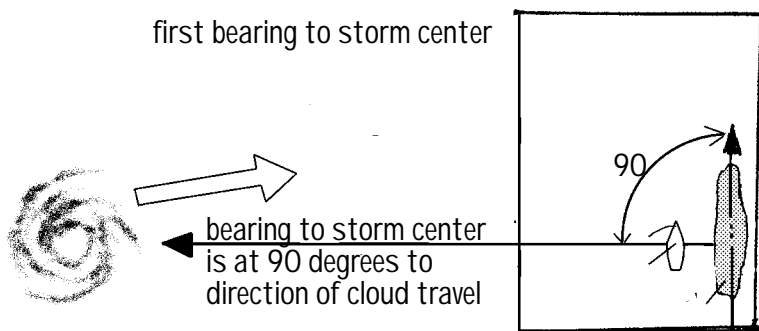 first bearing to storm center
90
bearing to storm center
is at 90 degrees to
direction of cloud travel